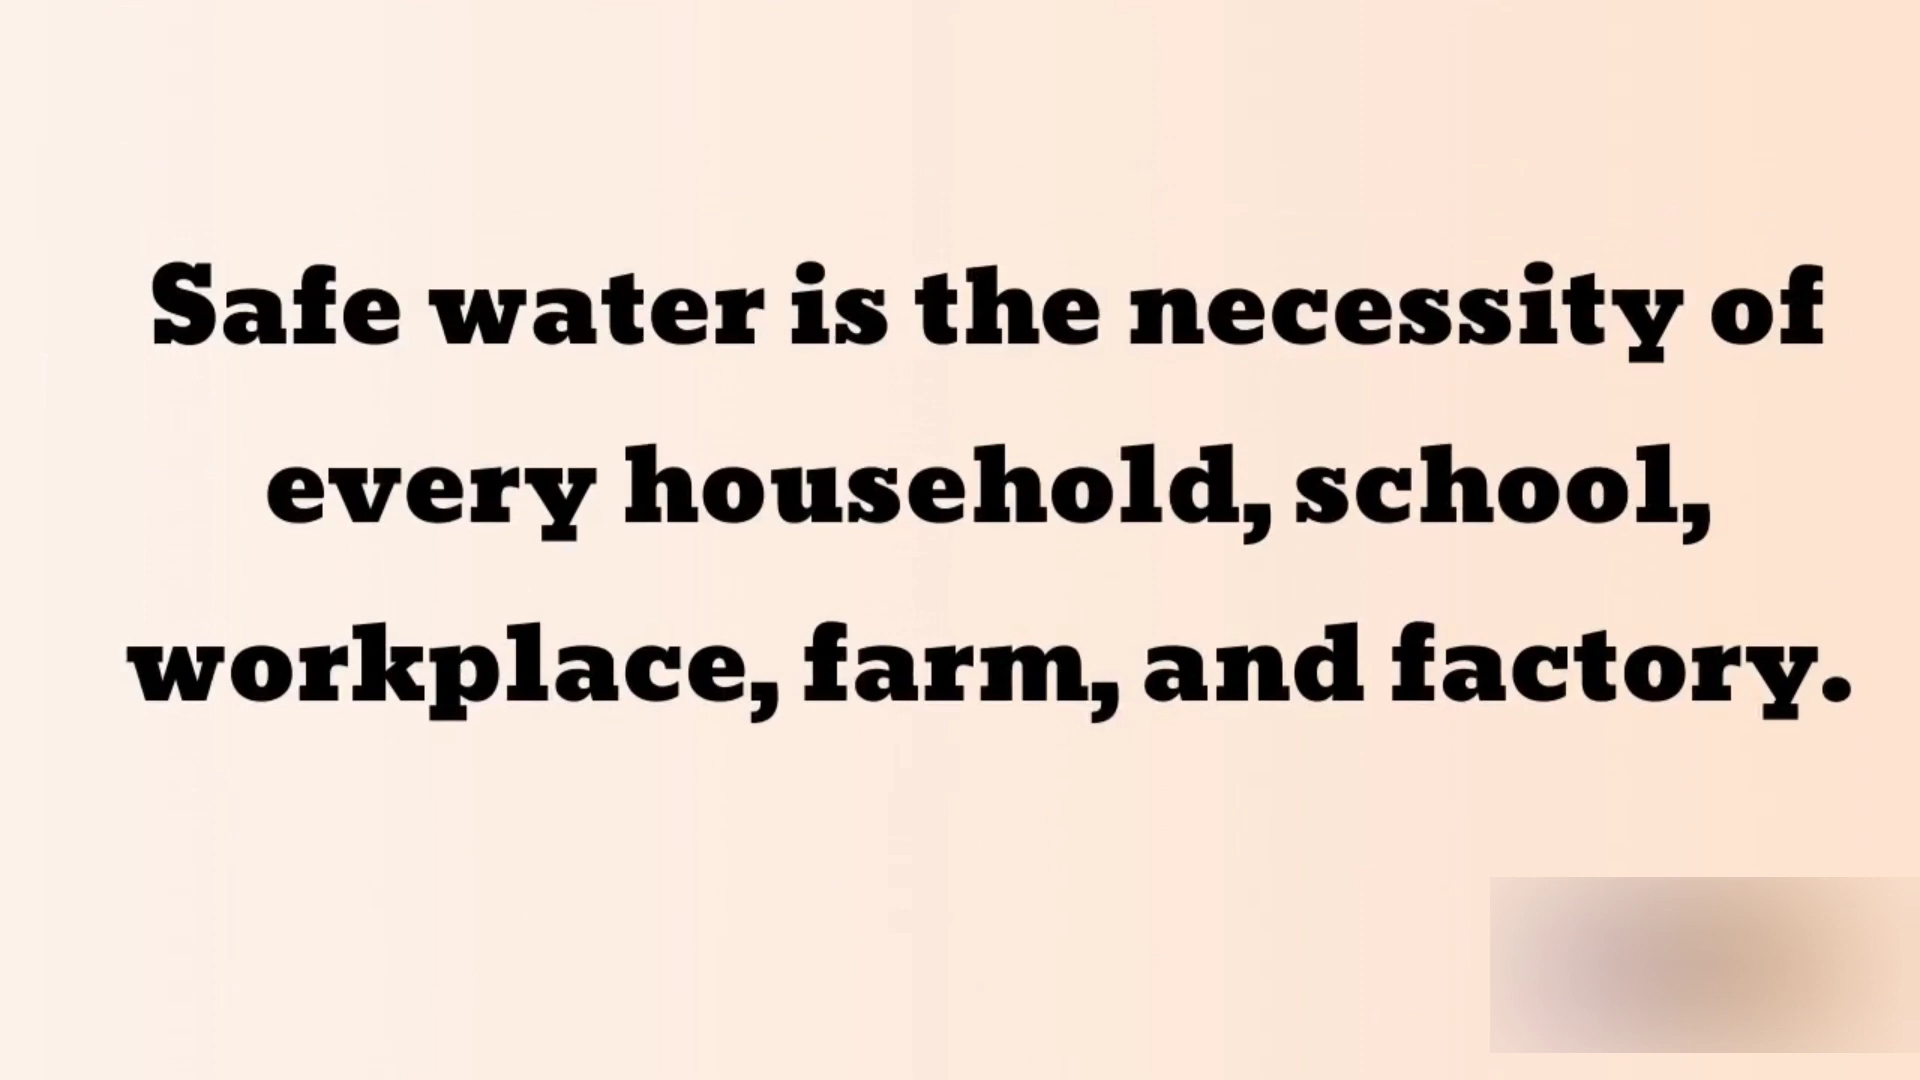 Safe water is the necessity of
every household, school,
workplace, farm, and factory.